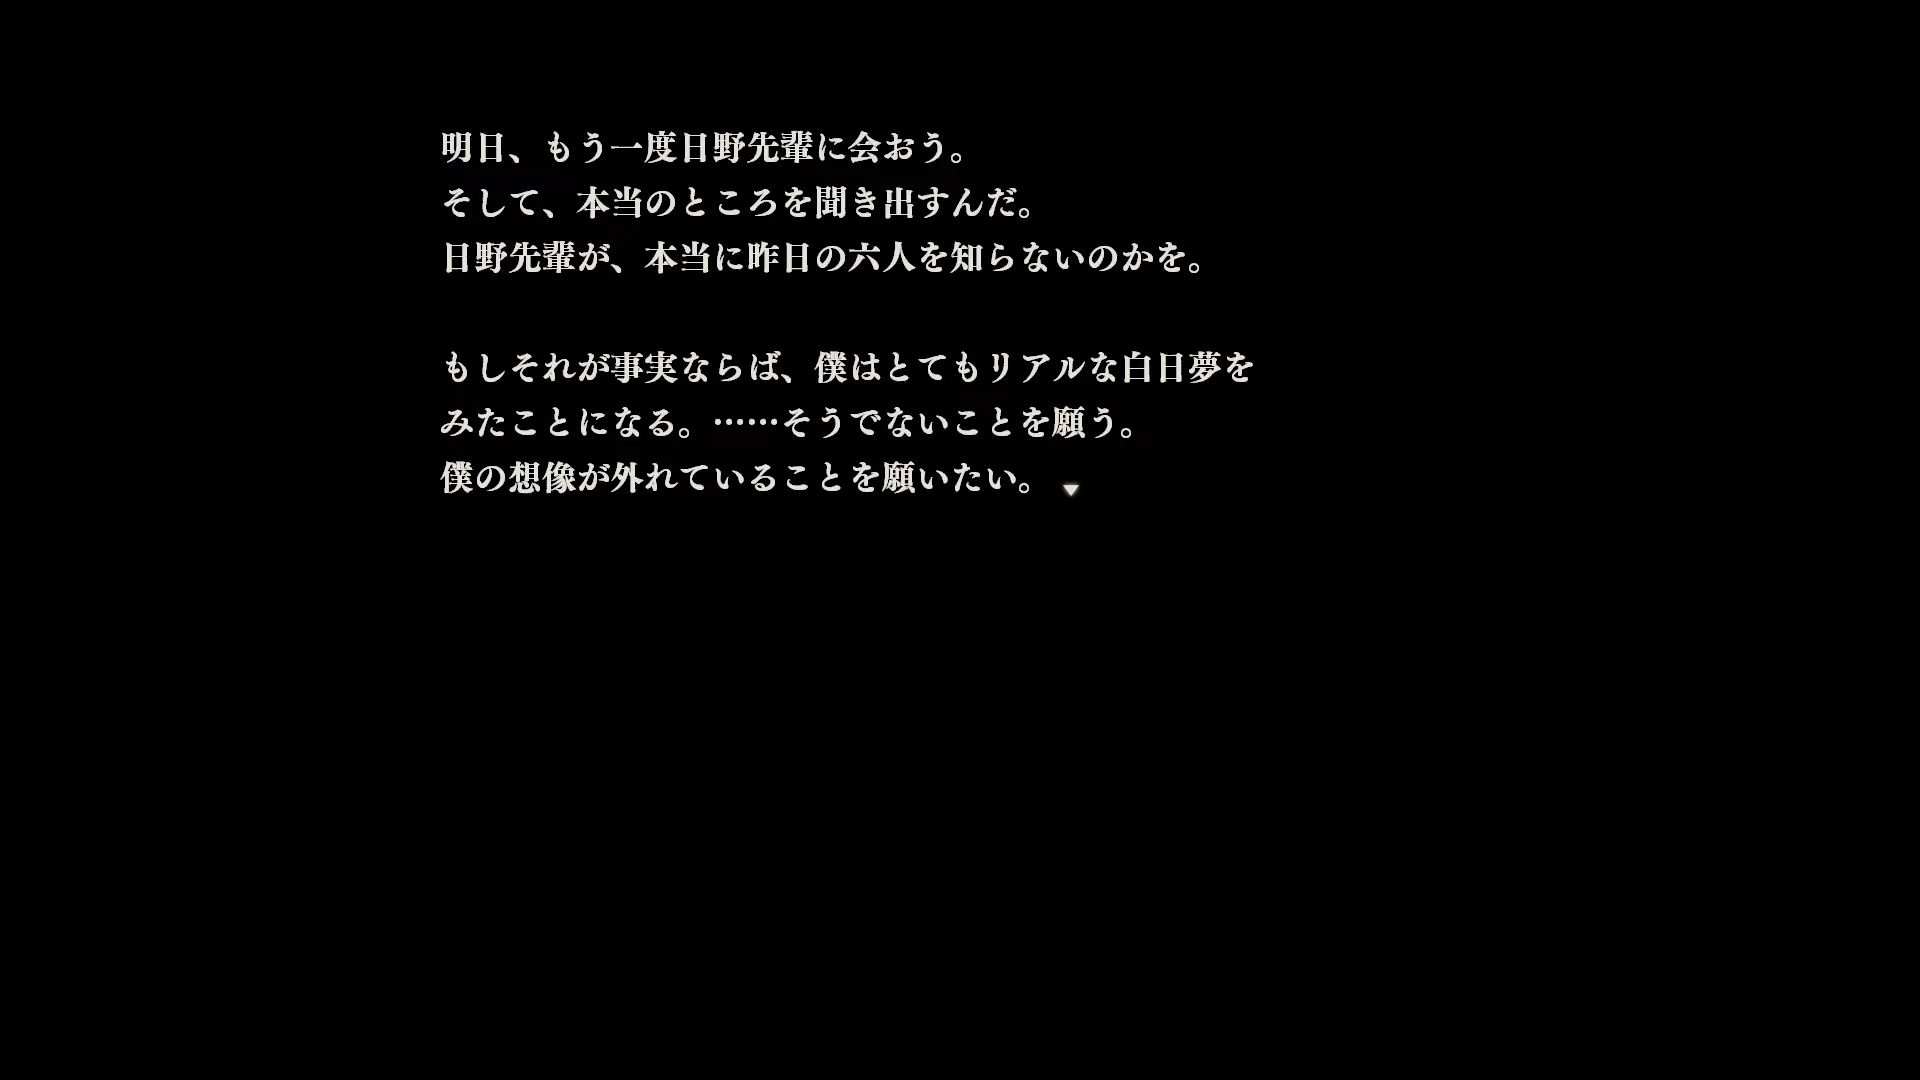 明日、もう一度日野先輩に会おう。
そして、本当のところを聞き出すんだ。
日野先輩が、本当に昨日の六人を知らないのかを。
もしそれが事実ならば、僕はとてもリアルな白日夢を
みたことになる。……そうでないことを願う。
僕の想像が外れていることを願いたい。